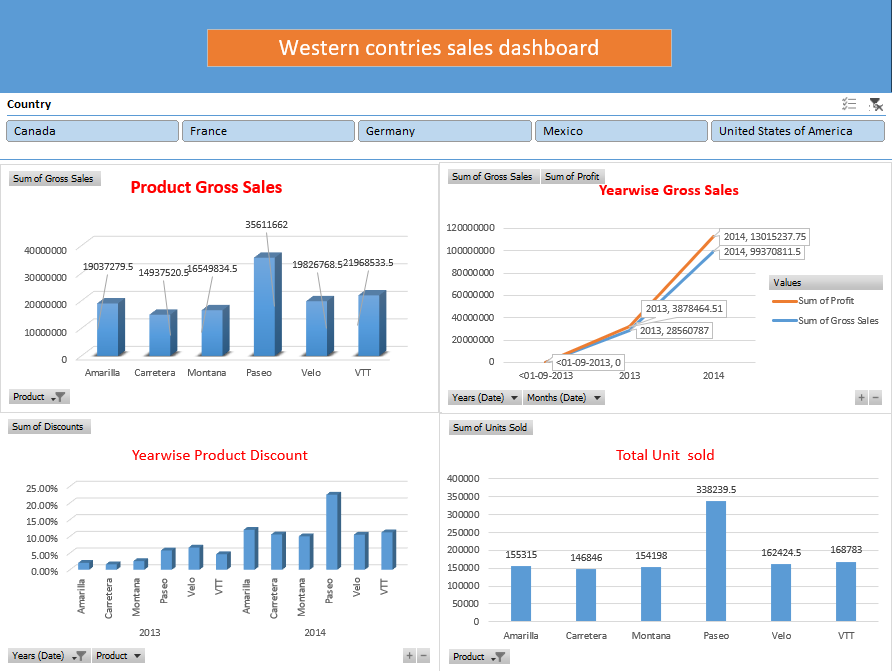 Western contries sales dashboard
Country
Canada
France
Germany
Mexico
United States of America
Sum of Gross Sales
Product Gross Sales
40000000
30000000
20000000
10000000
0
19037279.5
14937520.5
16549834.5
35611662
19826768.5
21968533.5
Amarilla Carretera Montana Paseo Velo VTT
Product
Sum of Gross Sales Sum of Profit
Yearwise Gross Sales
120000000
100000000
80000000
60000000
40000000
20000000
0
2014, 13015237.75
2014, 99370811.5
2013, 3878464.51
2013, 28560787
<01-09-2013, 0
<01-09-2013 2013 2014
Values
Sum of Profit
Sum of Gross Sales
Years (Date) Months (Date)
+ −
Sum of Discounts
Yearwise Product Discount
25.00%
20.00%
15.00%
10.00%
5.00%
0.00%
Amarilla Carretera Montana Paseo Velo VTT Amarilla Carretera Montana Paseo Velo VTT
2013 2014
Years (Date) Product
+ −
Sum of Units Sold
Total Unit sold
400000
350000
300000
250000
200000
150000
100000
50000
0
155315
146846
154198
338239.5
162424.5
168783
Amarilla Carretera Montana Paseo Velo VTT
Product